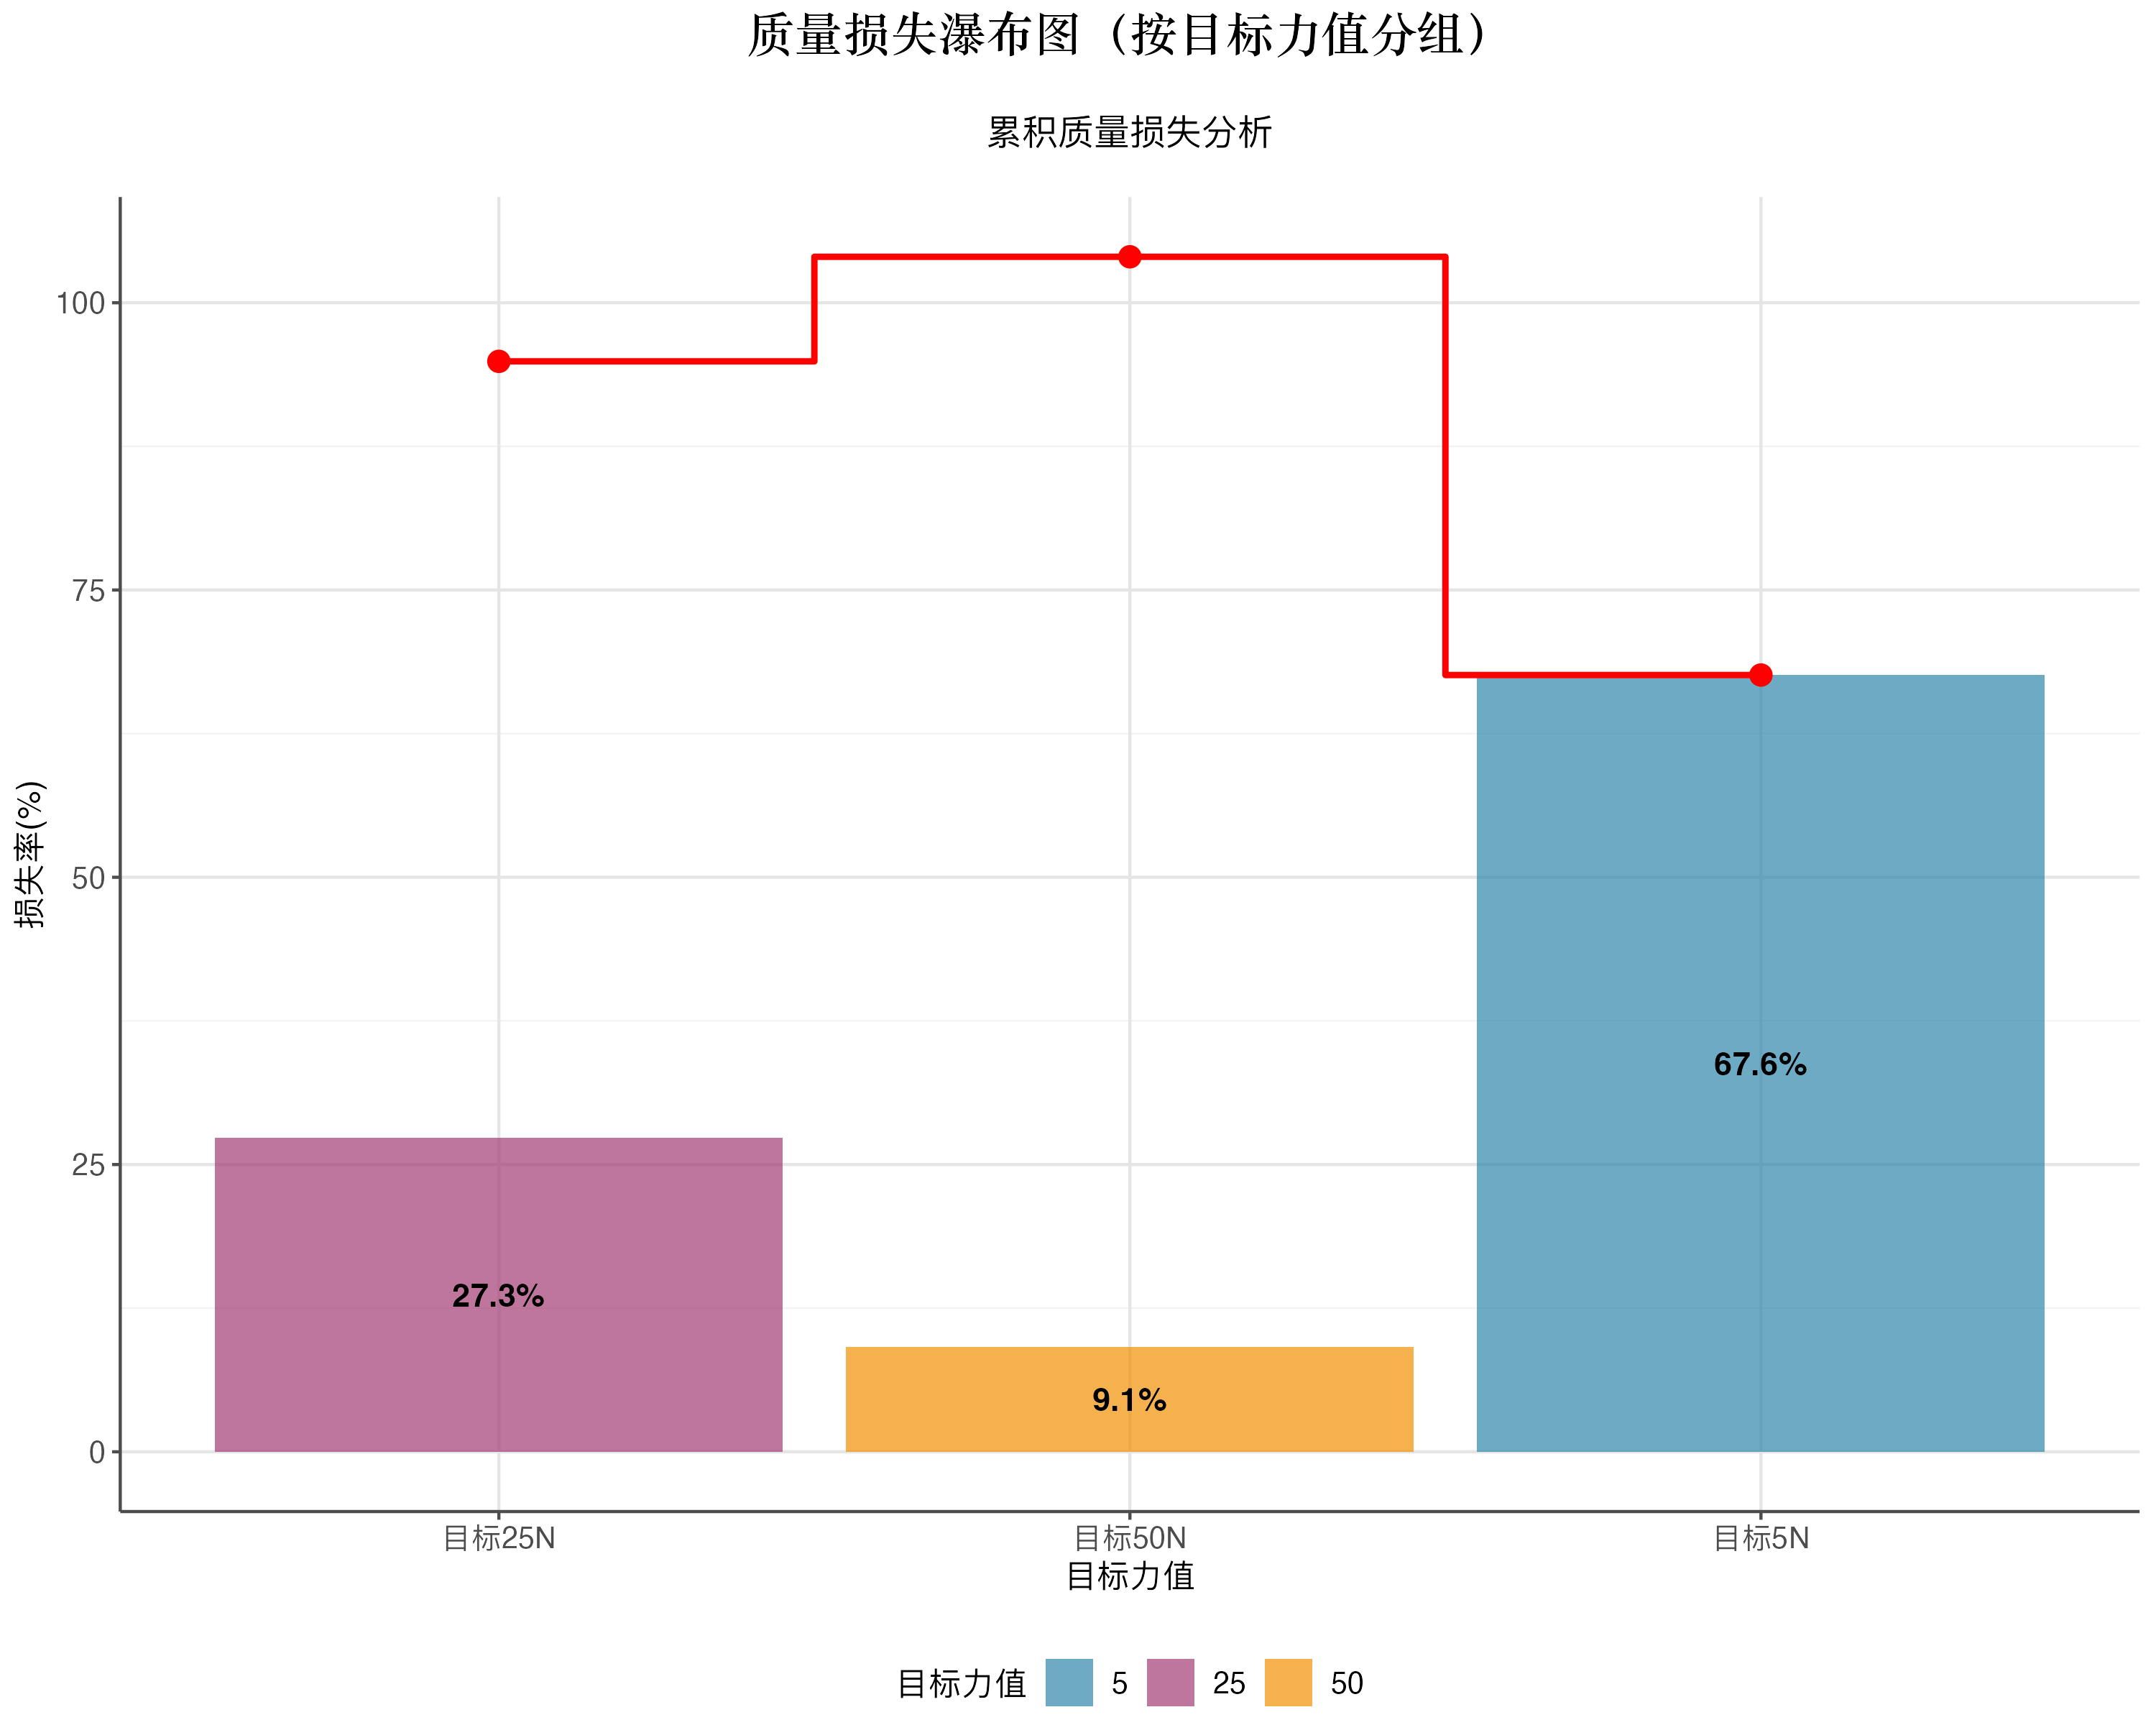 质量损失瀑布图（按目标力值分组）
累积质量损失分析
损失率(%)
100
75
50
25
0
67.6%
27.3%
9.1%
目标25N 目标50N 目标5N
目标力值
目标力值 5 25 50